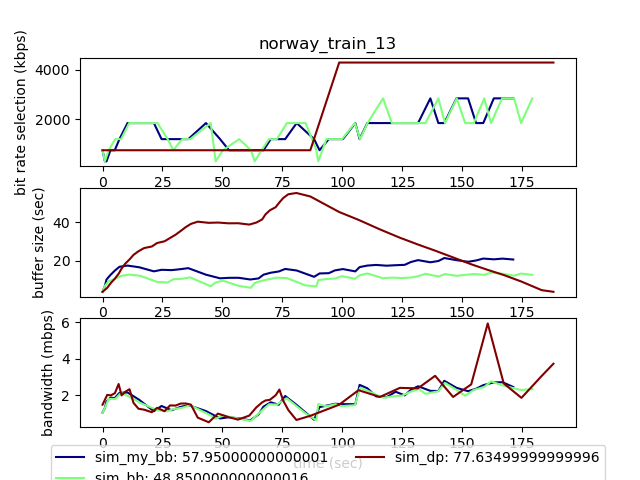 norway_train_13
bit rate selection (kbps)
4000
2000
0 25 50 75 100 125 150 175
buffer size (sec)
40
20
0 25 50 75 100 125 150 175
bandwidth (mbps)
6
4
2
0 25 50 75 100 125 150 175
time (sec)
sim_my_bb: 57.95000000000001 sim_dp: 77.63499999999996
sim_bb: 48.850000000000016